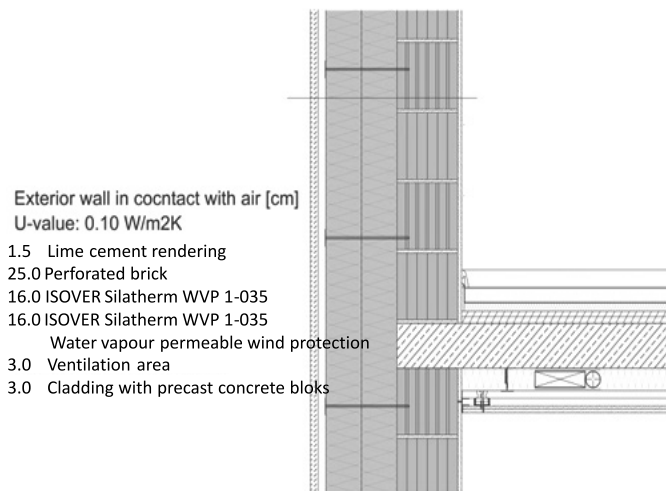 Exterior wall in cocntact with air [cm]
U-value: 0.10 W/m2K
1.5 Lime cement rendering
25.0 Perforated brick
16.0 ISOVER Silatherm WVP 1-035
16.0 ISOVER Silatherm WVP 1-035
Water vapour permeable wind protection
3.0 Ventilation area
3.0 Cladding with precast concrete bloks